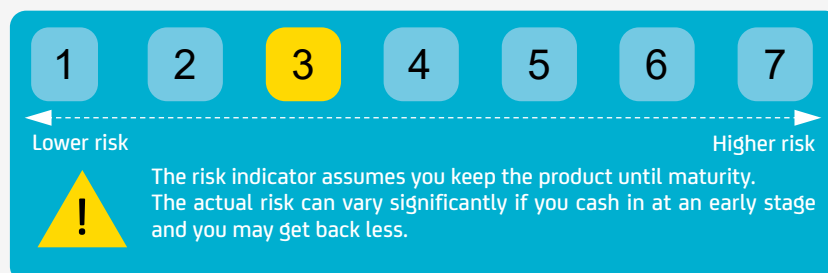 1 2 3 4 5 6 7
Lower risk Higher risk
!
The risk indicator assumes you keep the product until maturity.
The actual risk can vary significantly if you cash in at an early stage
and you may get back less.